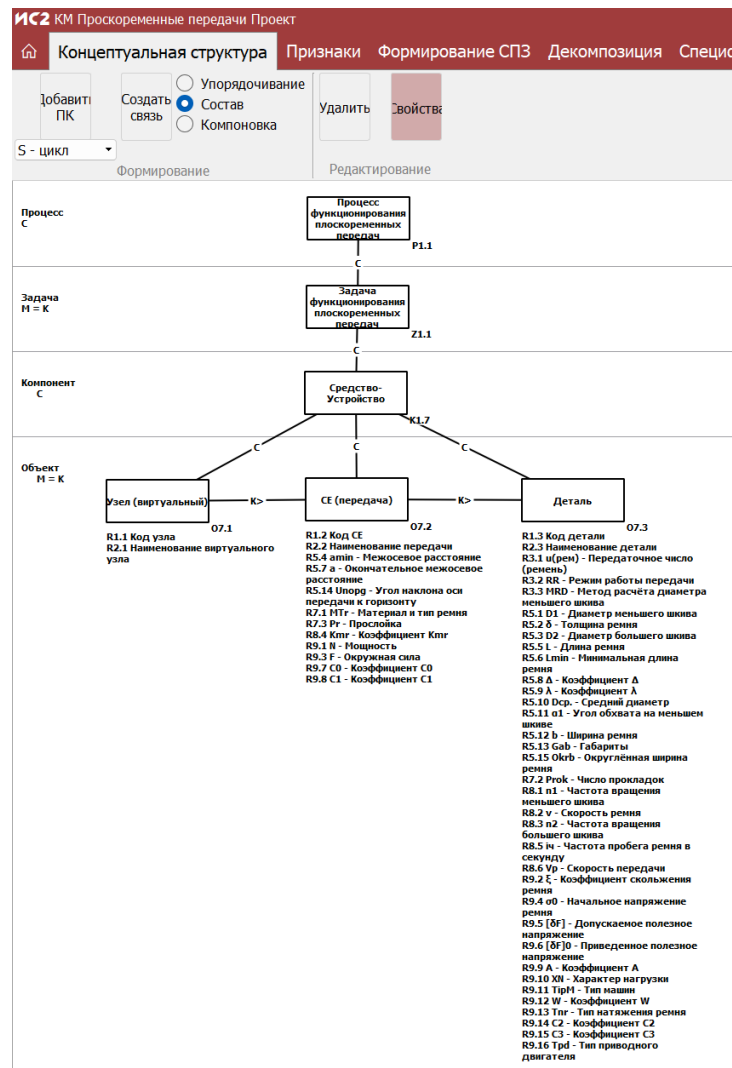 ИС2 КМ Проскоременные передачи Проект
Концептуальная структура Признаки Формирование СПЗ Декомпозиция Специс
Добавить Создать Упорядочивание
ПК связь Состав Удалить Свойства
Компоновка
S - цикл
Формирование Редактирование
Процесс
С
Процесс
функционирования
плоскоременных
передач
P1.1
С
Задача
М = К
Задача
функционирования
плоскоременных
передач
Z1.1
С
Компонент
С
Средство-
Устройство
К1.7
С С С
Объект
М = К
Узел (виртуальный) К> СЕ (передача) К> Деталь
О7.1
R1.1 Код узла
R2.1 Наименование виртуального
узла
О7.2
R1.2 Код СЕ
R2.2 Наименование передачи
R5.4 amin - Межосевое расстояние
R5.7 a - Окончательное межосевое
расстояние
R5.14 Unopg - Угол наклона оси
передачи к горизонту
R7.1 MTr - Материал и тип ремня
R7.3 Pr - Прослойка
R8.4 Kmr - Коэффициент Kmr
R9.1 N - Мощность
R9.3 F - Окружная сила
R9.7 C0 - Коэффициент C0
R9.8 C1 - Коэффициент C1
О7.3
R1.3 Код детали
R2.3 Наименование детали
R3.1 u(рем) - Передаточное число
(ремень)
R3.2 RR - Режим работы передачи
R3.3 MRD - Метод расчёта диаметра
меньшего шкива
R5.1 D1 - Диаметр меньшего шкива
R5.2 δ - Толщина ремня
R5.3 D2 - Диаметр большего шкива
R5.5 L - Длина ремня
R5.6 Lmin - Минимальная длина
ремня
R5.8 Δ - Коэффициент Δ
R5.9 λ - Коэффициент λ
R5.10 Dср. - Средний диаметр
R5.11 α1 - Угол обхвата на меньшем
шкиве
R5.12 b - Ширина ремня
R5.13 Gab - Габариты
R5.15 Okrb - Округлённая ширина
ремня
R7.2 Prok - Число прокладок
R8.1 n1 - Частота вращения
меньшего шкива
R8.2 v - Скорость ремня
R8.3 n2 - Частота вращения
большего шкива
R8.5 iч - Частота пробега ремня в
секунду
R8.6 Vp - Скорость передачи
R9.2 ξ - Коэффициент скольжения
ремня
R9.4 σ0 - Начальное напряжение
ремня
R9.5 [δF] - Допускаемое полезное
напряжение
R9.6 [δF]0 - Приведенное полезное
напряжение
R9.9 A - Коэффициент A
R9.10 XN - Характер нагрузки
R9.11 TipM - Тип машин
R9.12 W - Коэффициент W
R9.13 Tnr - Тип натяжения ремня
R9.14 C2 - Коэффициент C2
R9.15 C3 - Коэффициент C3
R9.16 Tpd - Тип приводного
двигателя